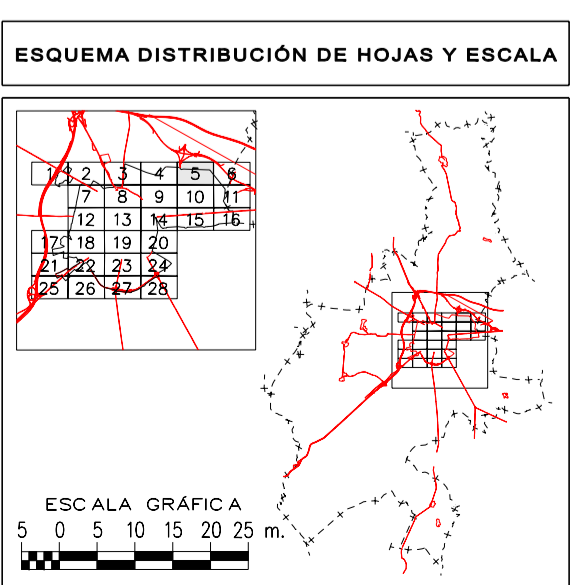 ESQUEMA DISTRIBUCIÓN DE HOJAS Y ESCALA
1 2 3 4 5 6
7 8 9 10 11
12 13 14 15 16
17 18 19 20
21 22 23 24
25 26 27 28
ESCALA GRÁFICA
5 0 5 10 15 20 25 m.